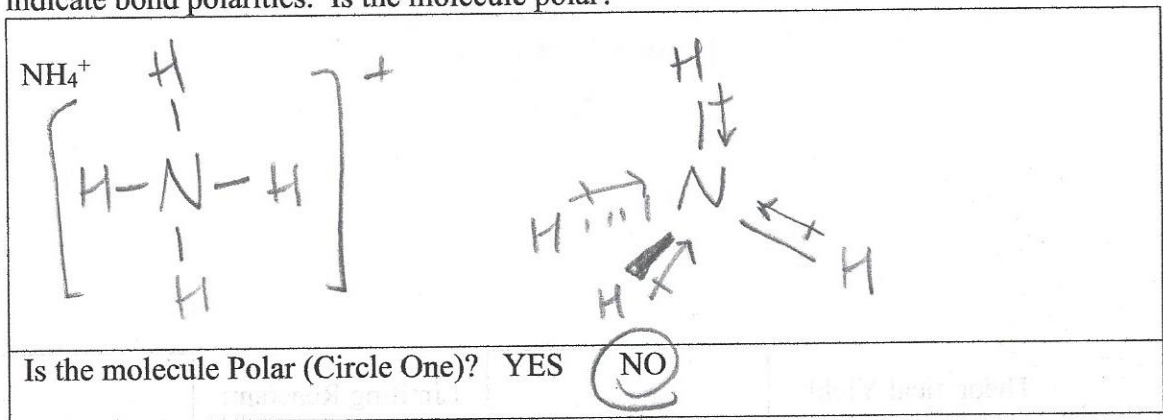 indicate bond polarities. Is the molecule polar?
NH₄⁺
H
[H-N-H]+
H
H
N
H
H
H
Is the molecule Polar (Circle One)? YES NO